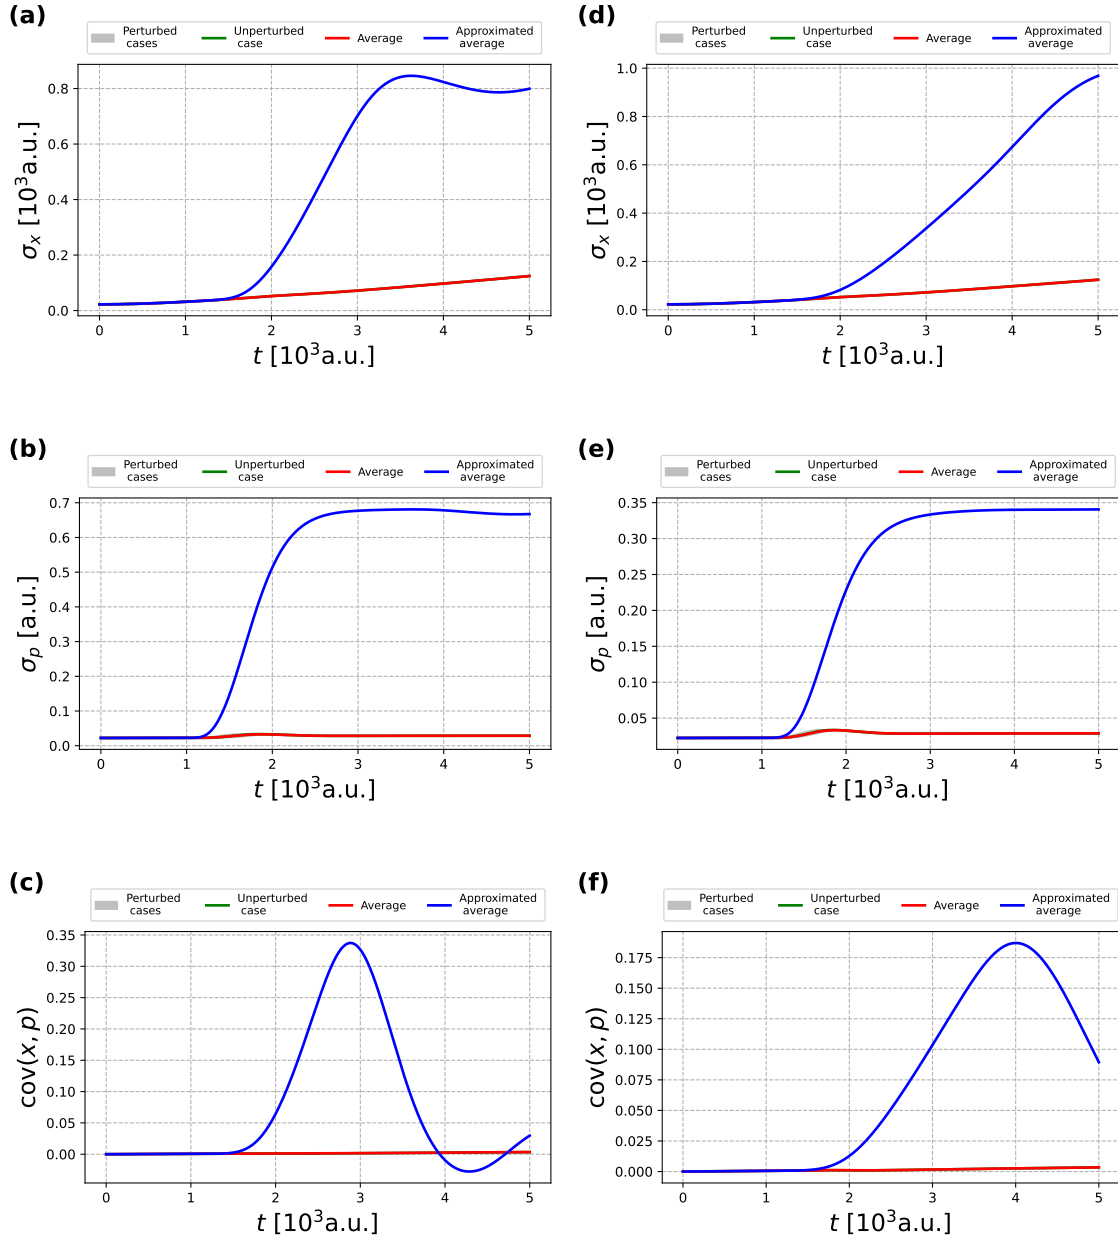 (a)
Perturbed cases Unperturbed case Average Approximated average
0.8
0.6
0.4
0.2
0.0
σx [10³a.u.]
0 1 2 3 4 5
t [10³a.u.]
(d)
Perturbed cases Unperturbed case Average Approximated average
1.0
0.8
0.6
0.4
0.2
0.0
σx [10³a.u.]
0 1 2 3 4 5
t [10³a.u.]
(b)
Perturbed cases Unperturbed case Average Approximated average
0.7
0.6
0.5
0.4
0.3
0.2
0.1
0.0
σp [a.u.]
0 1 2 3 4 5
t [10³a.u.]
(e)
Perturbed cases Unperturbed case Average Approximated average
0.35
0.30
0.25
0.20
0.15
0.10
0.05
σp [a.u.]
0 1 2 3 4 5
t [10³a.u.]
(c)
Perturbed cases Unperturbed case Average Approximated average
0.35
0.30
0.25
0.20
0.15
0.10
0.05
0.00
cov(x, p)
0 1 2 3 4 5
t [10³a.u.]
(f)
Perturbed cases Unperturbed case Average Approximated average
0.175
0.150
0.125
0.100
0.075
0.050
0.025
0.000
cov(x, p)
0 1 2 3 4 5
t [10³a.u.]